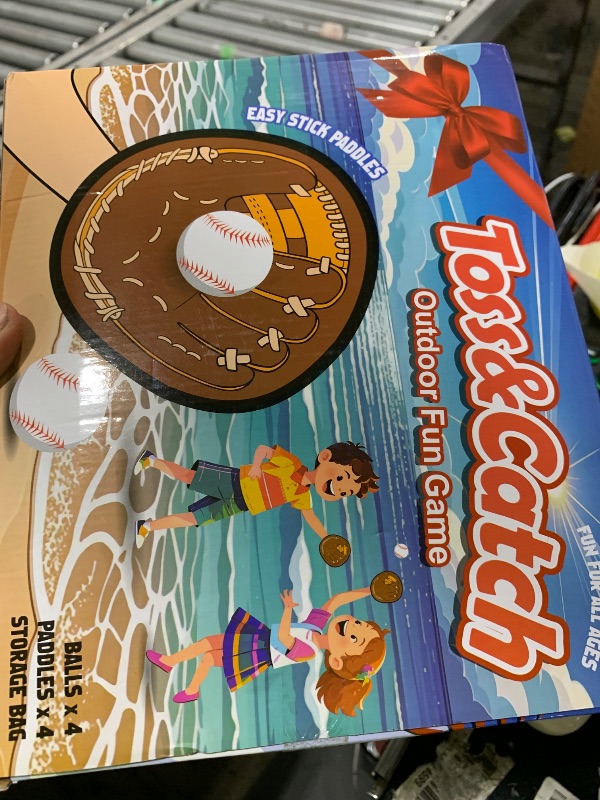 FUN FOR ALL AGES
Toss&Catch
Outdoor Fun Game
EASY STICK PADDLES
BALLS X 4
PADDLES X 4
STORAGE BAG